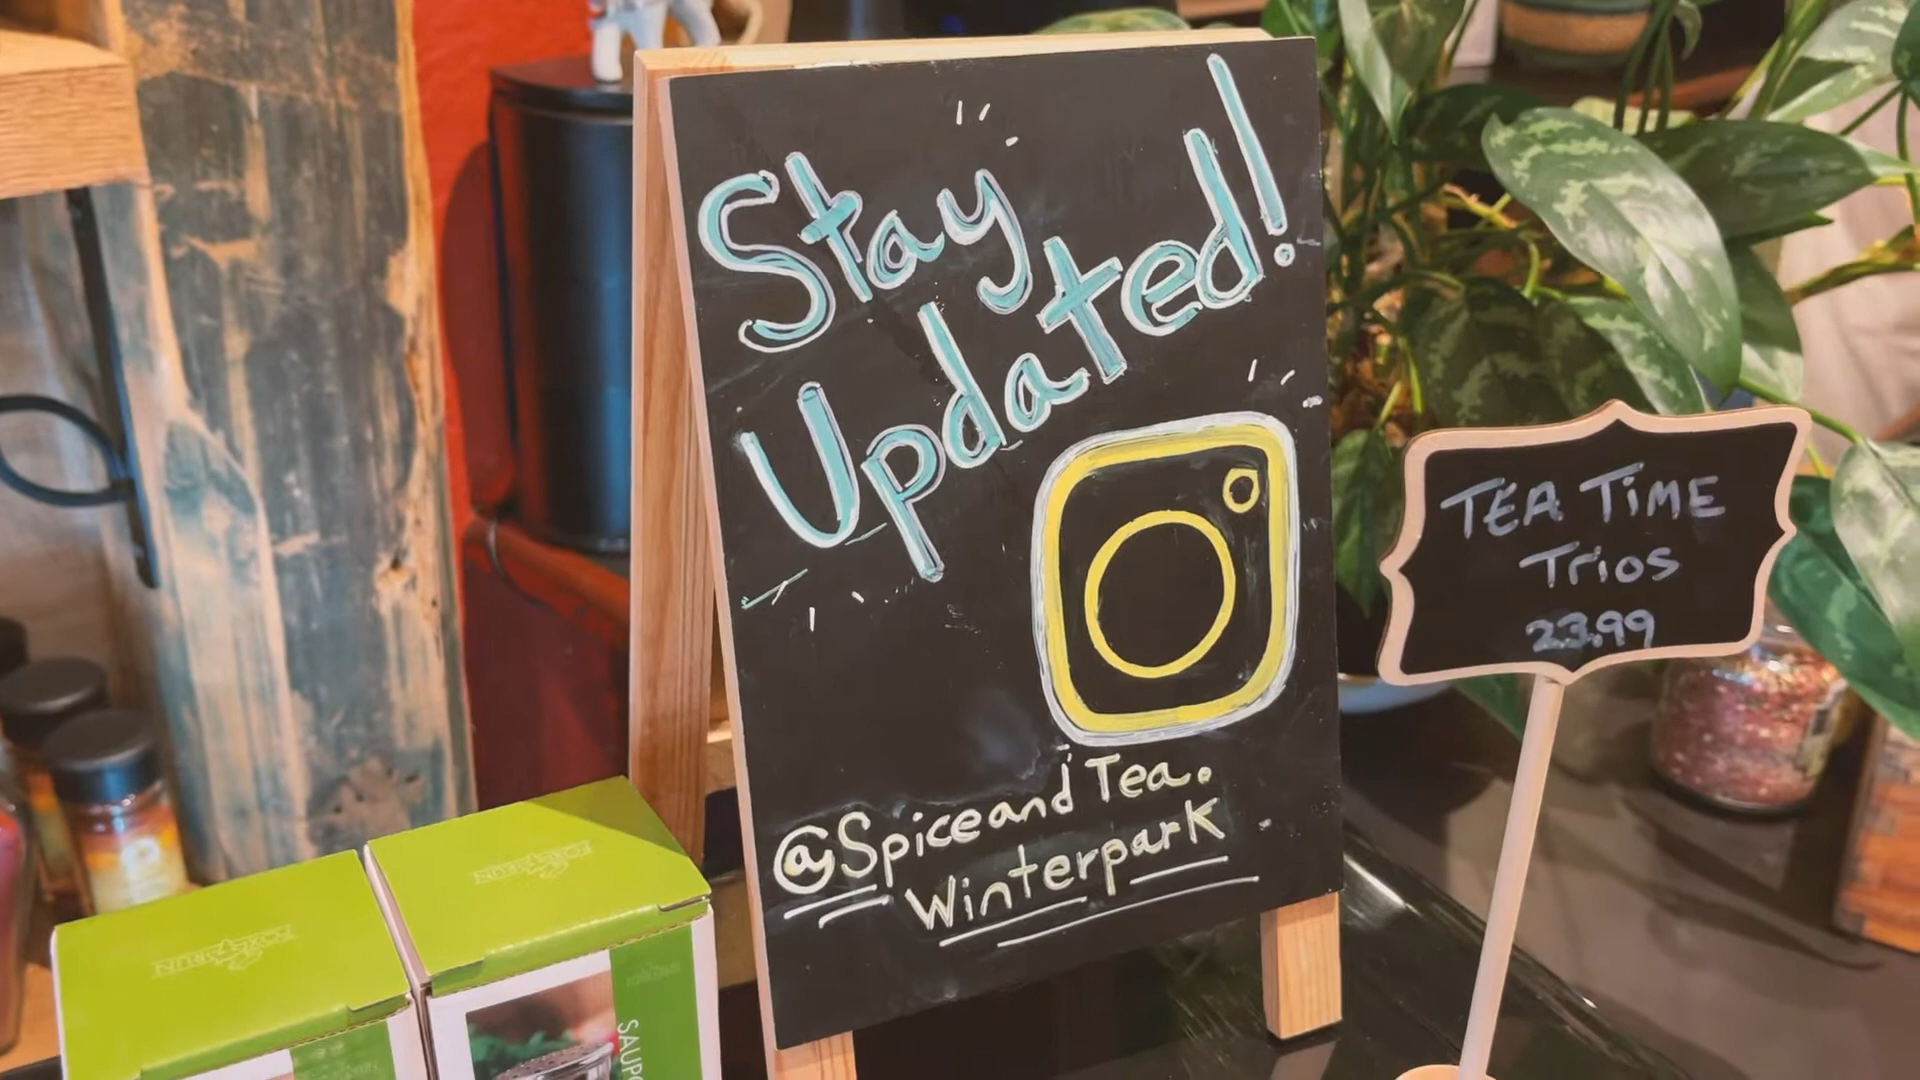 Stay
Updated!
@Spiceand Tea.
WinterparK
TEA TiME
Trios
23.99